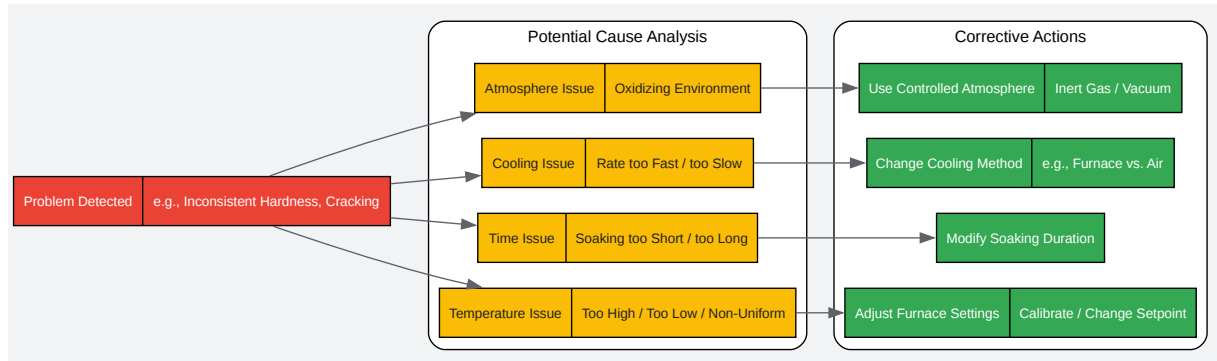 Potential Cause Analysis
Corrective Actions
Atmosphere Issue
Oxidizing Environment
Use Controlled Atmosphere
Inert Gas / Vacuum
Cooling Issue
Rate too Fast / too Slow
Change Cooling Method
e.g., Furnace vs. Air
Problem Detected
e.g., Inconsistent Hardness, Cracking
Time Issue
Soaking too Short / too Long
Modify Soaking Duration
Temperature Issue
Too High / Too Low / Non-Uniform
Adjust Furnace Settings
Calibrate / Change Setpoint